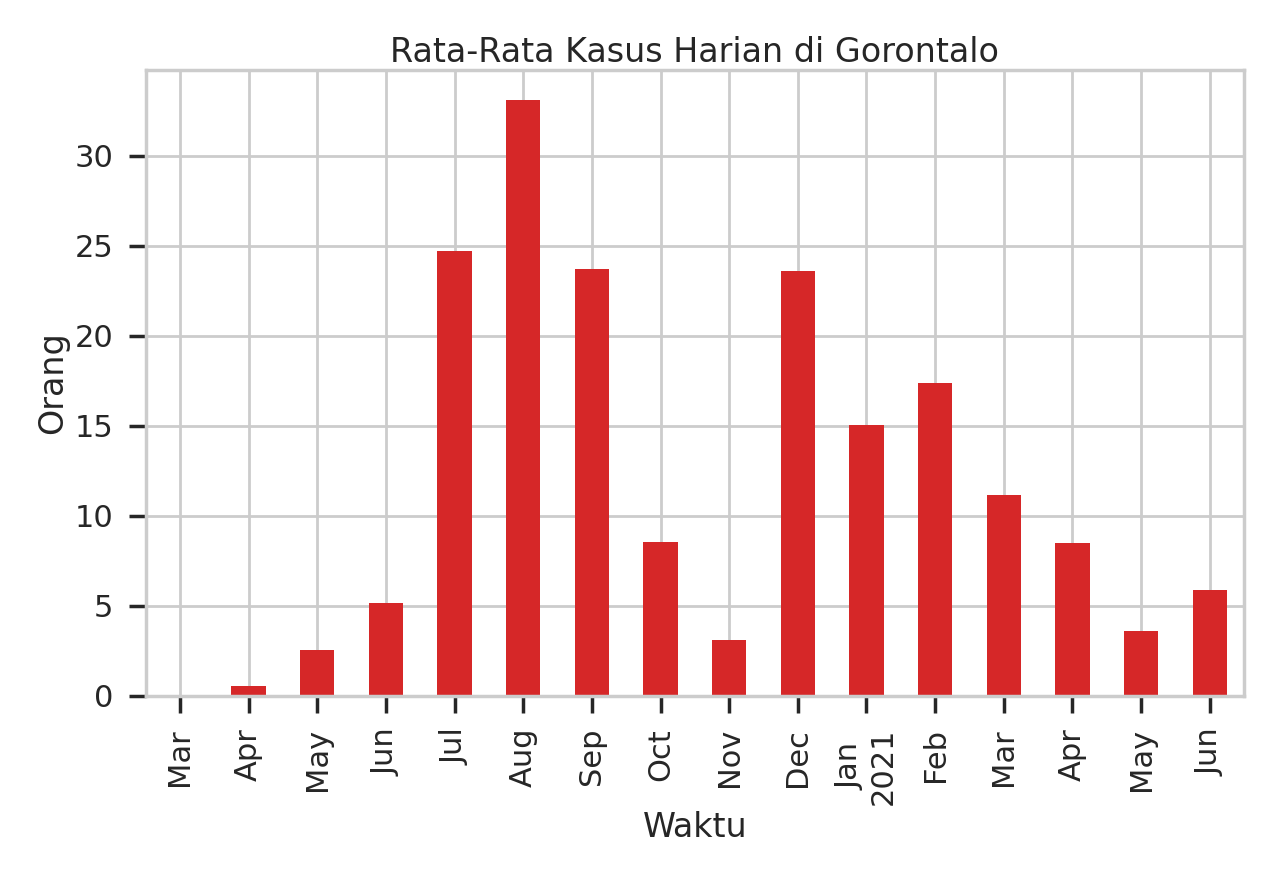 Rata-Rata Kasus Harian di Gorontalo
Orang
30
25
20
15
10
5
0
Mar
Apr
May
Jun
Jul
Aug
Sep
Oct
Nov
Dec
Jan
2021
Feb
Mar
Apr
May
Jun
Waktu